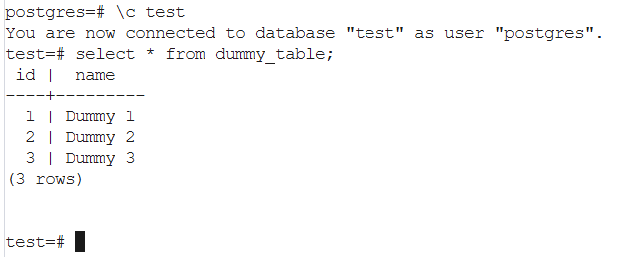 postgres=# \c test
You are now connected to database "test" as user "postgres".
test=# select * from dummy_table;
 id |  name
----+---------
  1 | Dummy 1
  2 | Dummy 2
  3 | Dummy 3
(3 rows)

test=#